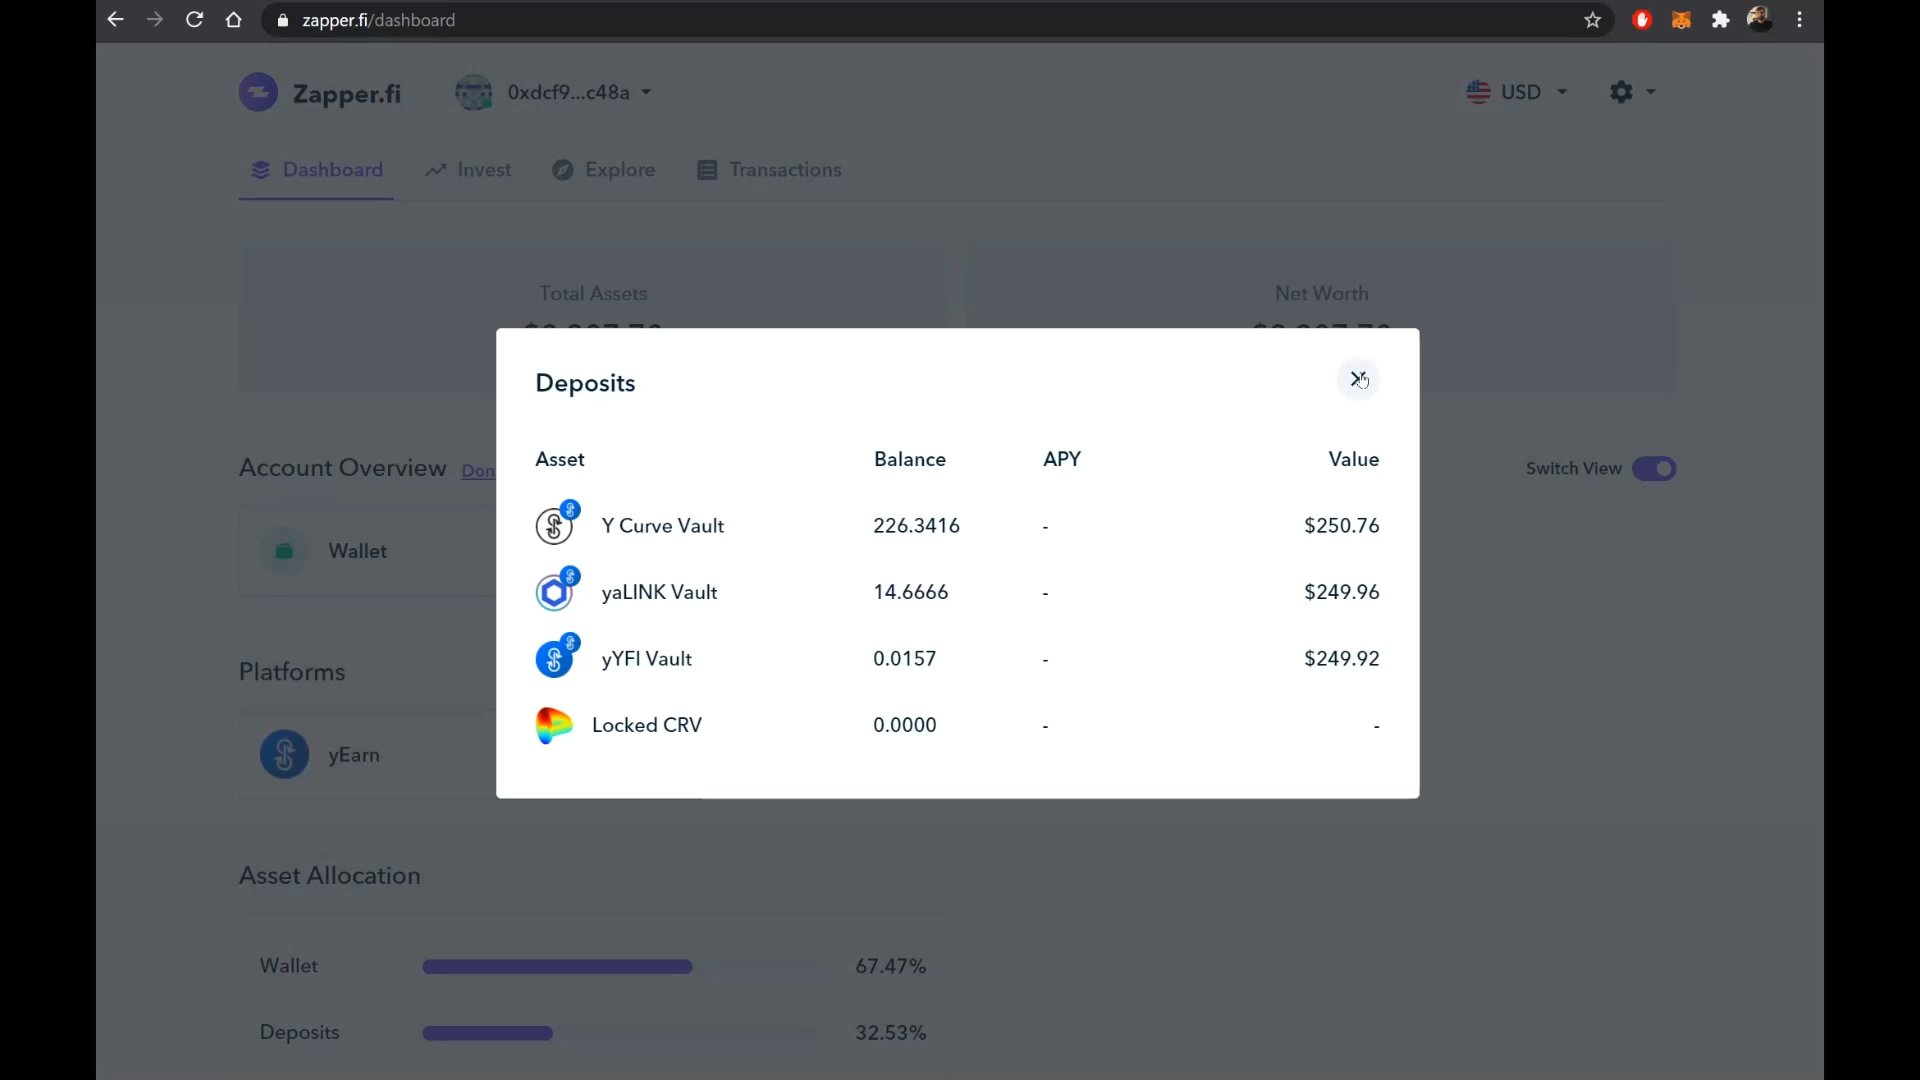 zapper.fi/dashboard
Zapper.fi
0xdcf9...c48a
USD
Dashboard
Invest
Explore
Transactions
Total Assets
Net Worth
Deposits
Asset Balance APY Value
Y Curve Vault 226.3416 - $250.76
yaLINK Vault 14.6666 - $249.96
yYFI Vault 0.0157 - $249.92
Locked CRV 0.0000 - -
Account Overview
Switch View
Wallet
Platforms
yEarn
Asset Allocation
Wallet 67.47%
Deposits 32.53%